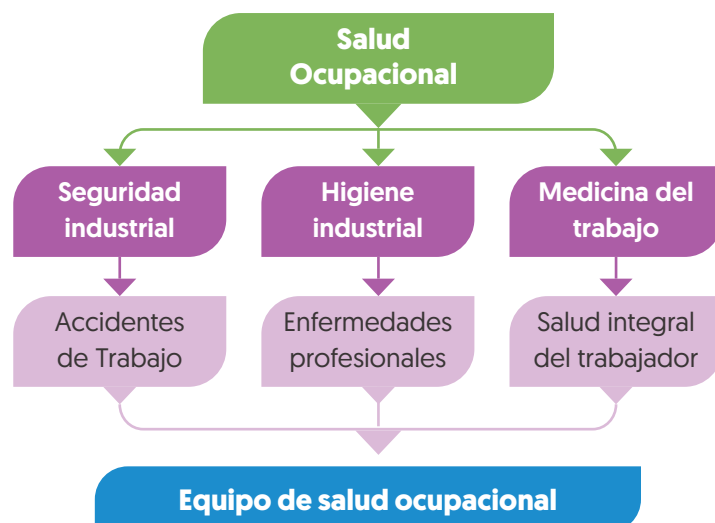 Salud
Ocupacional
Seguridad
industrial
Higiene
industrial
Medicina del
trabajo
Accidentes
de Trabajo
Enfermedades
profesionales
Salud integral
del trabajador
Equipo de salud ocupacional